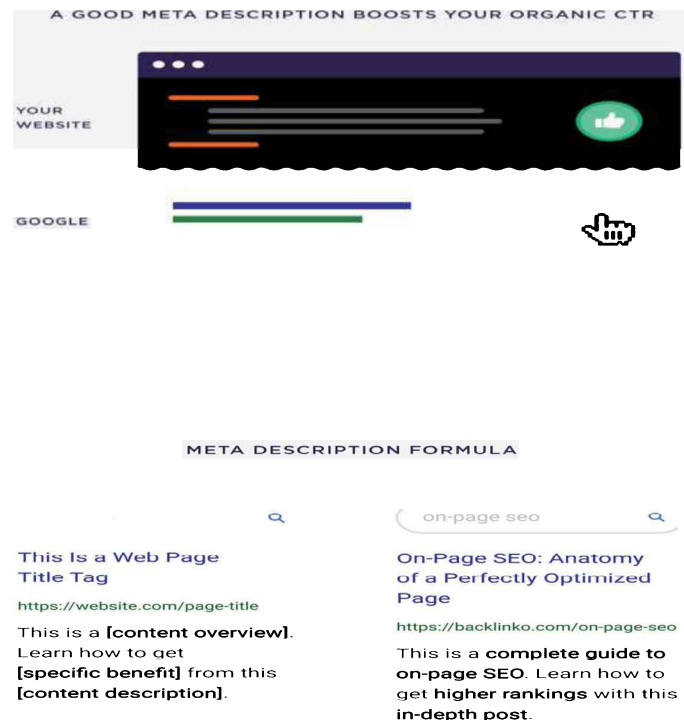 A GOOD META DESCRIPTION BOOSTS YOUR ORGANIC CTR
YOUR
WEBSITE
GOOGLE
META DESCRIPTION FORMULA
This Is a Web Page
Title Tag
https://website.com/page-title
This is a [content overview].
Learn how to get
[specific benefit] from this
[content description].
on-page seo
On-Page SEO: Anatomy
of a Perfectly Optimized
Page
https://backlinko.com/on-page-seo
This is a complete guide to
on-page SEO. Learn how to
get higher rankings with this
in-depth post.